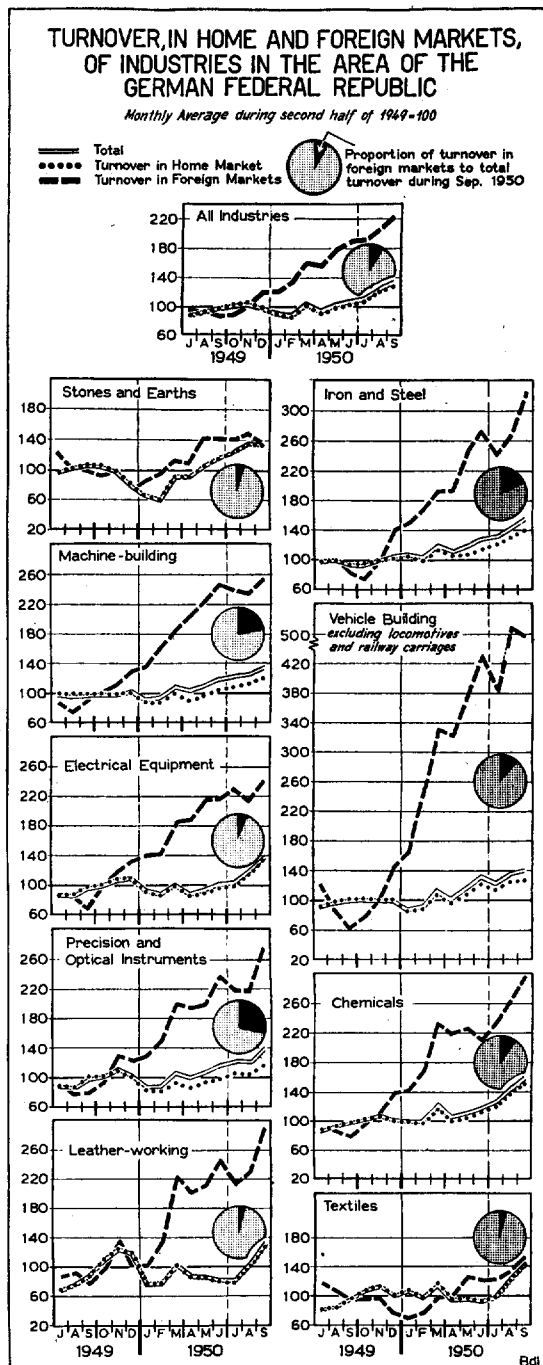 TURNOVER, IN HOME AND FOREIGN MARKETS,
OF INDUSTRIES IN THE AREA OF THE
GERMAN FEDERAL REPUBLIC
Monthly Average during second half of 1949=100
Total
Turnover in Home Market
Turnover in Foreign Markets
Proportion of turnover in
foreign markets to total
turnover during Sep. 1950
All Industries
220
180
140
100
60
J A S O N D J F M A M J J A S
1949 1950
Stones and Earths
180
140
100
60
20
Iron and Steel
300
260
220
180
140
100
60
Machine-building
260
220
180
140
100
60
Vehicle Building
excluding locomotives
and railway carriages
500
420
380
340
300
260
220
180
140
100
60
20
Electrical Equipment
260
220
180
140
100
60
Precision and
Optical Instruments
260
220
180
140
100
60
Chemicals
260
220
180
140
100
60
20
Leather-working
260
220
180
140
100
60
20
J A S O N D J F M A M J J A S
1949 1950
Textiles
180
140
100
60
20
J A S O N D J F M A M J J A S
1949 1950